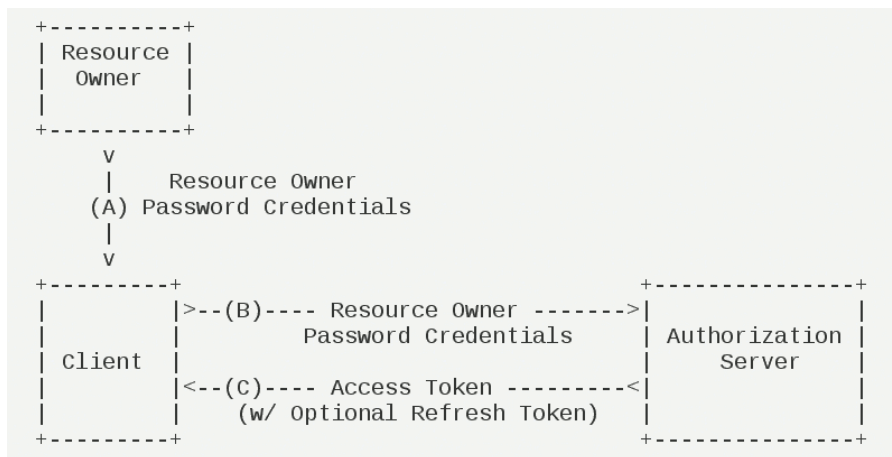 +----------+
| Resource |
|  Owner   |
|          |
+----------+
     v
     |    Resource Owner
    (A) Password Credentials
     |
     v
+---------+                                  +---------------+
|         |>--(B)---- Resource Owner ------->|               |
|         |         Password Credentials     | Authorization |
| Client  |                                  |     Server    |
|         |<--(C)---- Access Token ---------<|               |
|         |    (w/ Optional Refresh Token)   |               |
+---------+                                  +---------------+